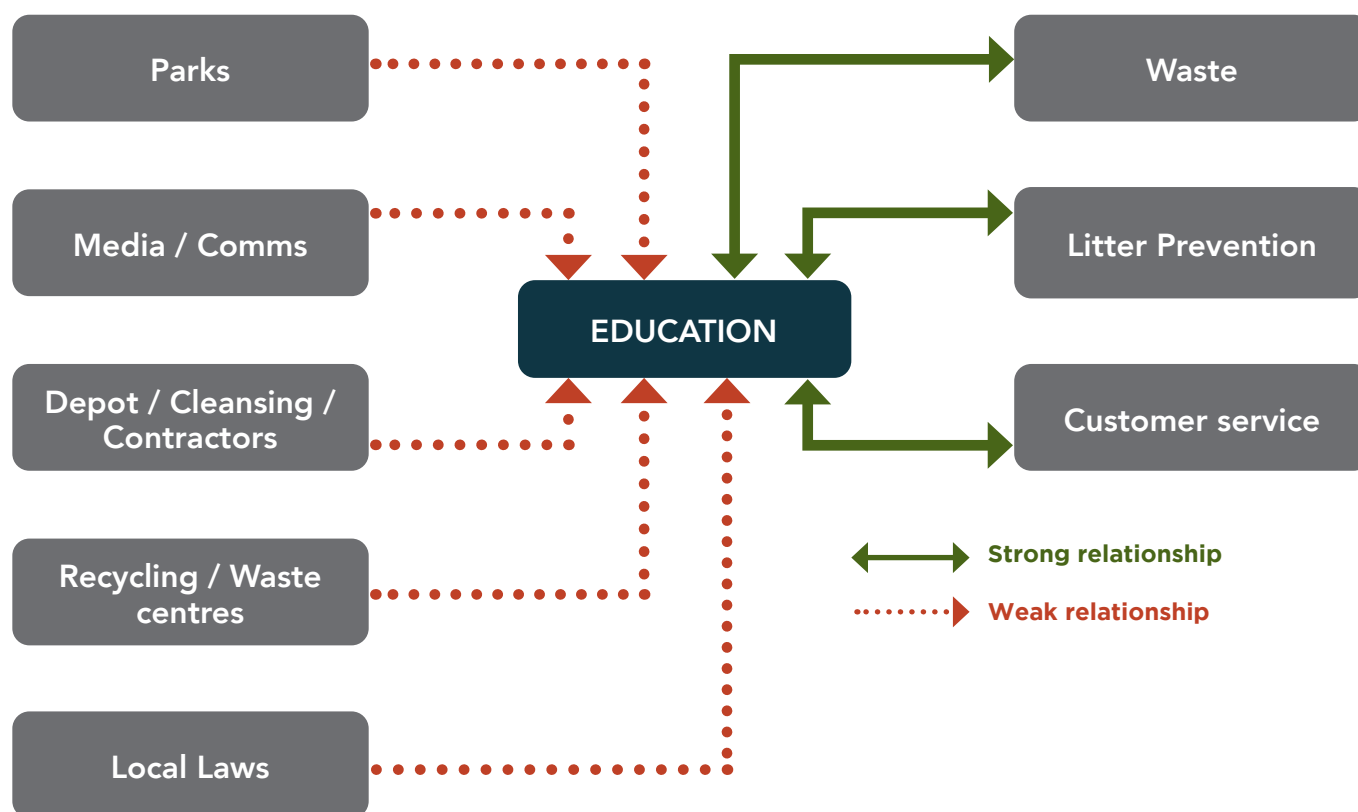 Parks
Media / Comms
Depot / Cleansing /
Contractors
Recycling / Waste
centres
Local Laws
EDUCATION
Waste
Litter Prevention
Customer service
Strong relationship
Weak relationship